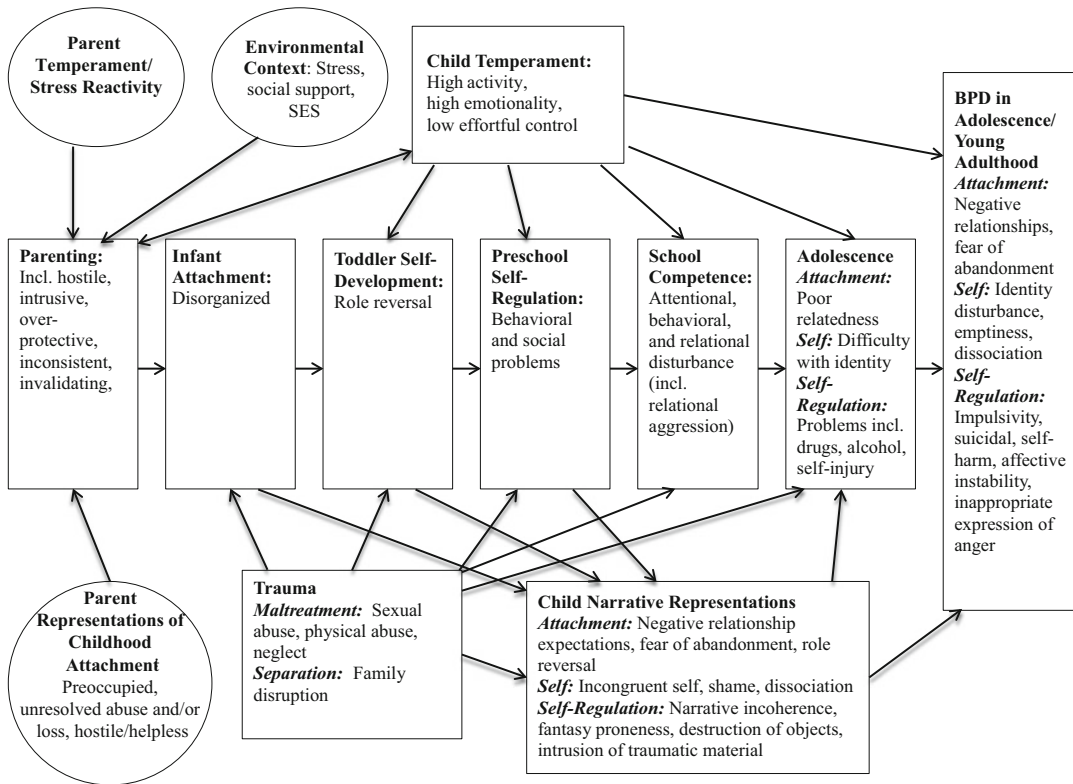 Parent
Temperament/
Stress Reactivity
Environmental
Context: Stress,
social support,
SES
Child Temperament:
High activity,
high emotionality,
low effortful control
BPD in
Adolescence/
Young
Adulthood
Attachment:
Negative
relationships,
fear of
abandonment
Self: Identity
disturbance,
emptiness,
dissociation
Self-
Regulation:
Impulsivity,
suicidal, self-
harm, affective
instability,
inappropriate
expression of
anger
Parenting:
Incl. hostile,
intrusive,
over-
protective,
inconsistent,
invalidating,
Infant
Attachment:
Disorganized
Toddler Self-
Development:
Role reversal
Preschool
Self-
Regulation:
Behavioral
and social
problems
School
Competence:
Attentional,
behavioral,
and relational
disturbance
(incl.
relational
aggression)
Adolescence
Attachment:
Poor
relatedness
Self: Difficulty
with identity
Self-
Regulation:
Problems incl.
drugs, alcohol,
self-injury
Parent
Representations of
Childhood
Attachment:
Preoccupied,
unresolved abuse and/or
loss, hostile/helpless
Trauma
Maltreatment: Sexual
abuse, physical abuse,
neglect
Separation: Family
disruption
Child Narrative Representations
Attachment: Negative relationship
expectations, fear of abandonment, role
reversal
Self: Incongruent self, shame, dissociation
Self-Regulation: Narrative incoherence,
fantasy proneness, destruction of objects,
intrusion of traumatic material